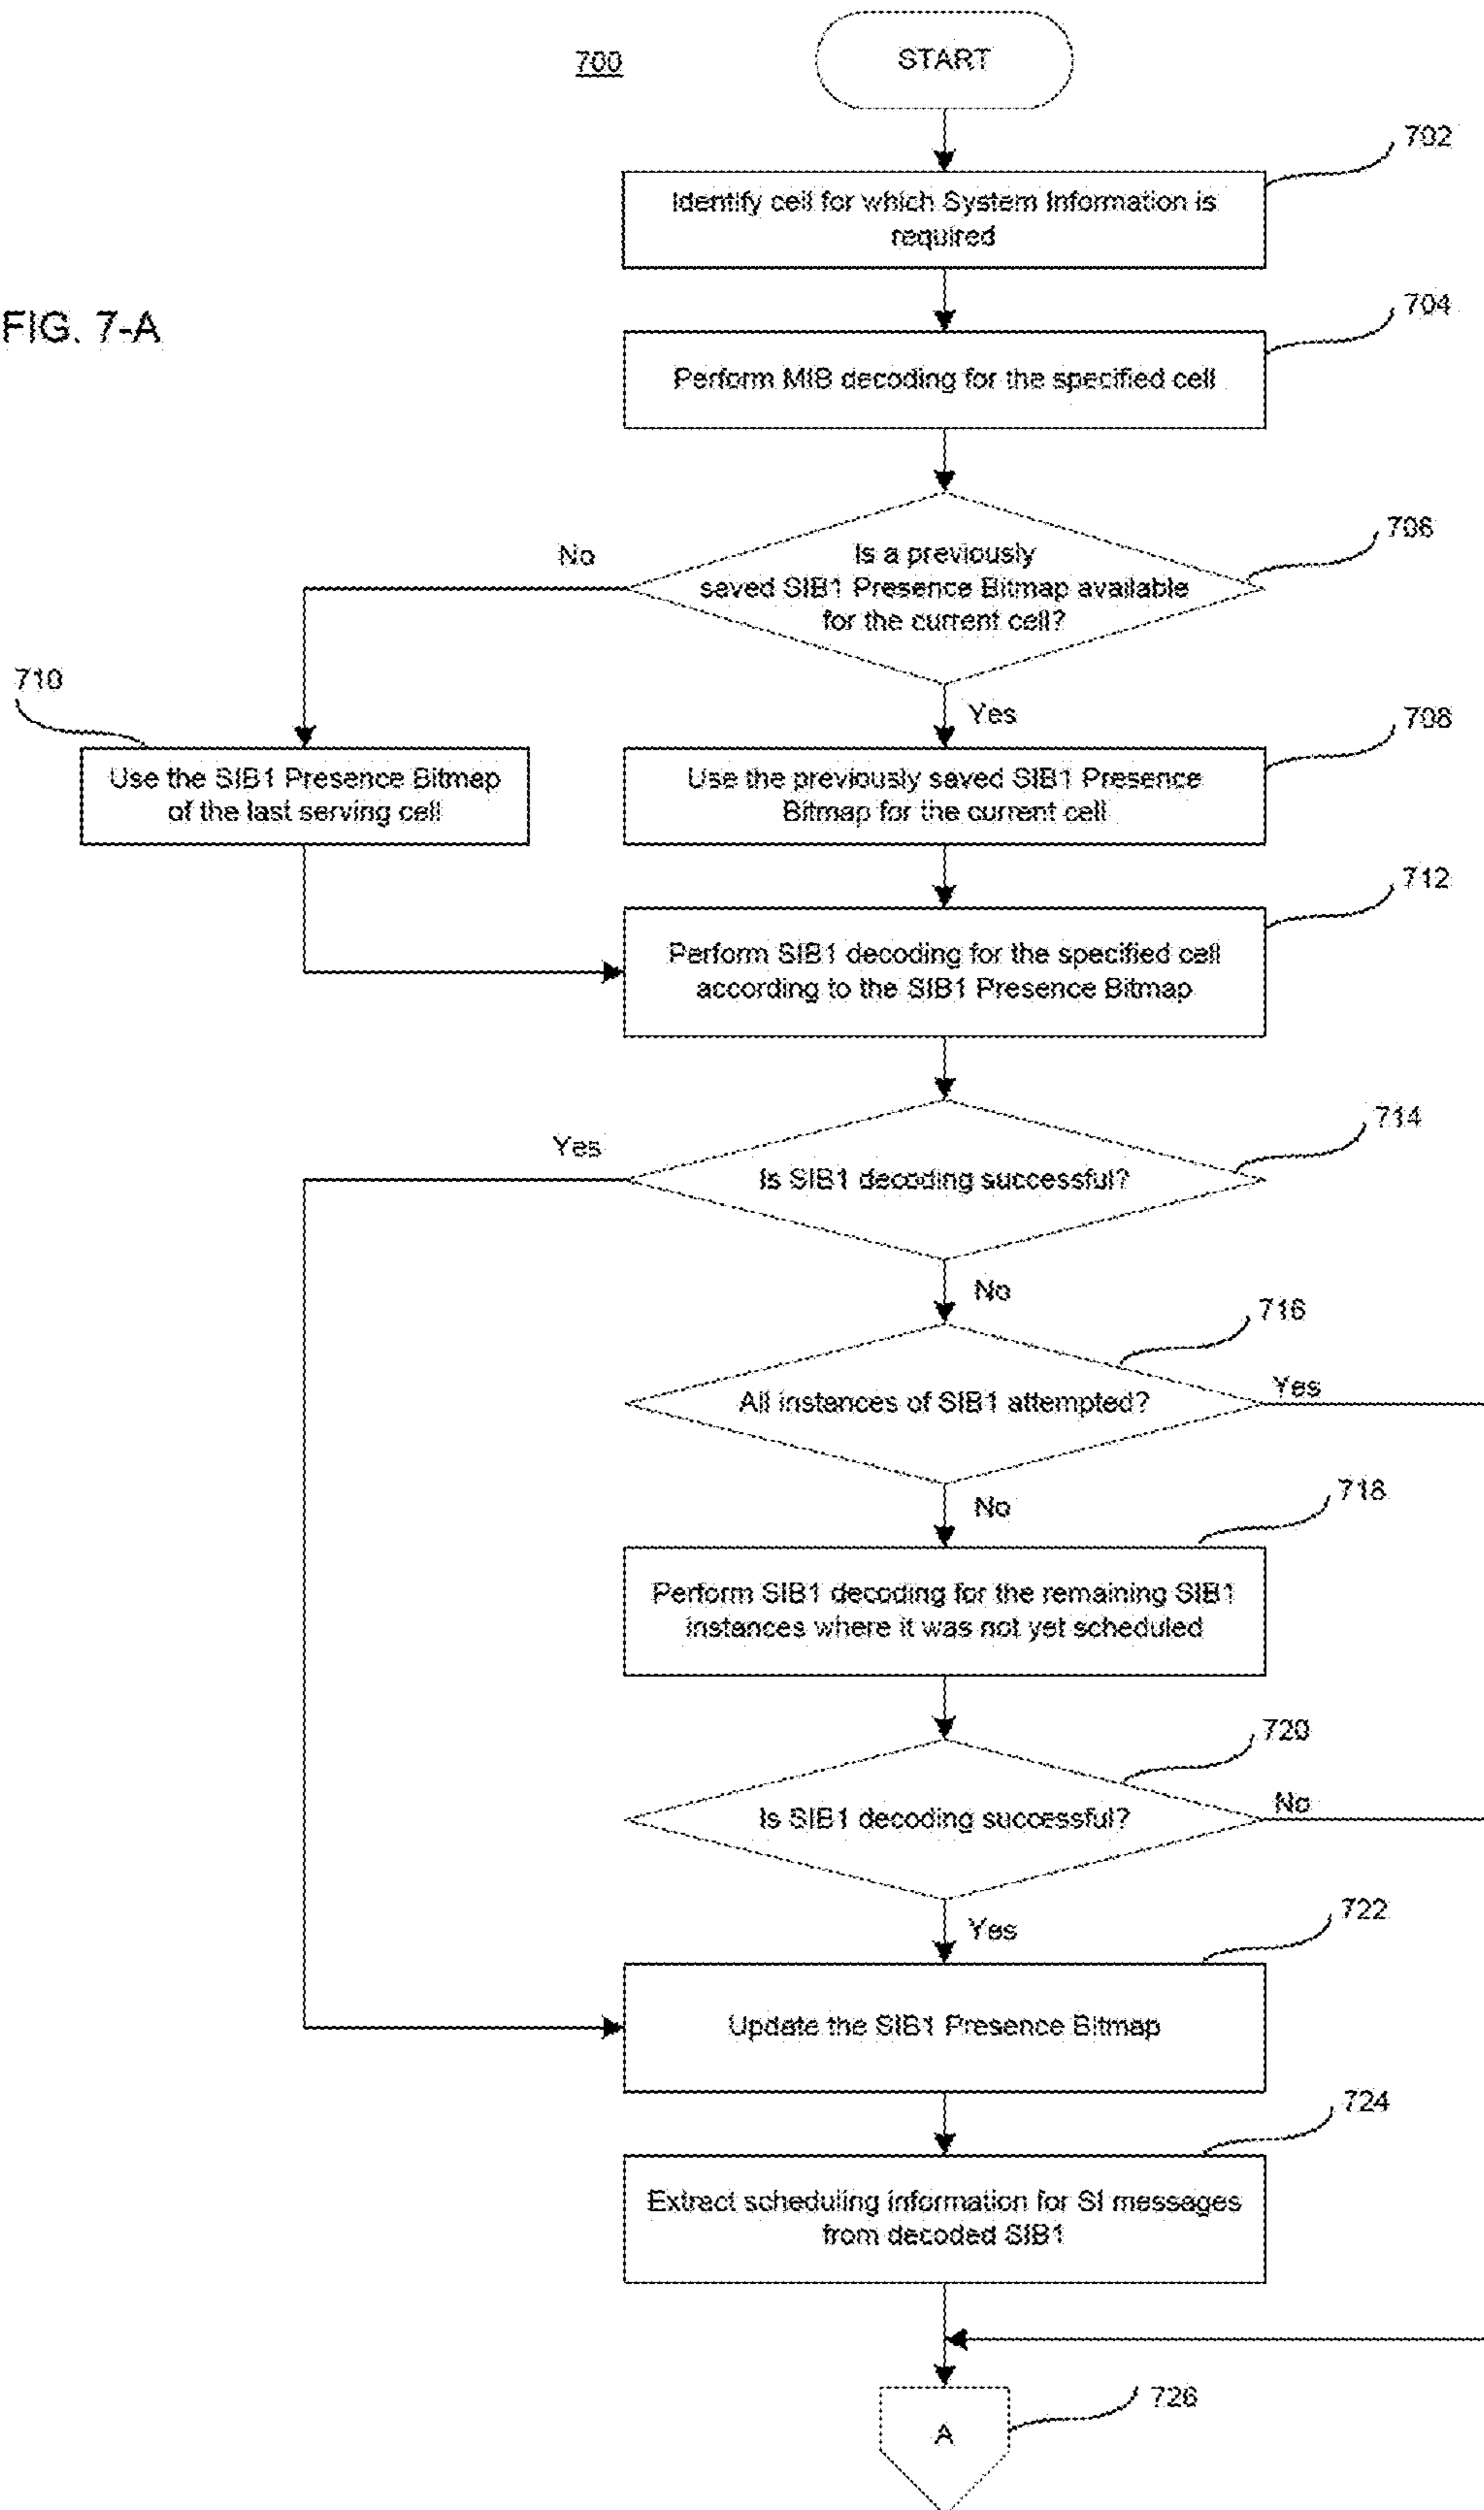 700
START
702
Identify cell for which System Information is
required
FIG. 7-A
704
Perform MIB decoding for the specified cell
706
No
Is a previously
saved SIB1 Presence Bitmap available
for the current cell?
710
Yes
708
Use the SIB1 Presence Bitmap
of the last serving cell
Use the previously saved SIB1 Presence
Bitmap for the current cell
712
Perform SIB1 decoding for the specified cell
according to the SIB1 Presence Bitmap
714
Yes
Is SIB1 decoding successful?
No
716
All instances of SIB1 attempted?
Yes
No
718
Perform SIB1 decoding for the remaining SIB1
instances where it was not yet scheduled
720
Is SIB1 decoding successful?
No
Yes
722
Update the SIB1 Presence Bitmap
724
Extract scheduling information for SI messages
from decoded SIB1
726
A